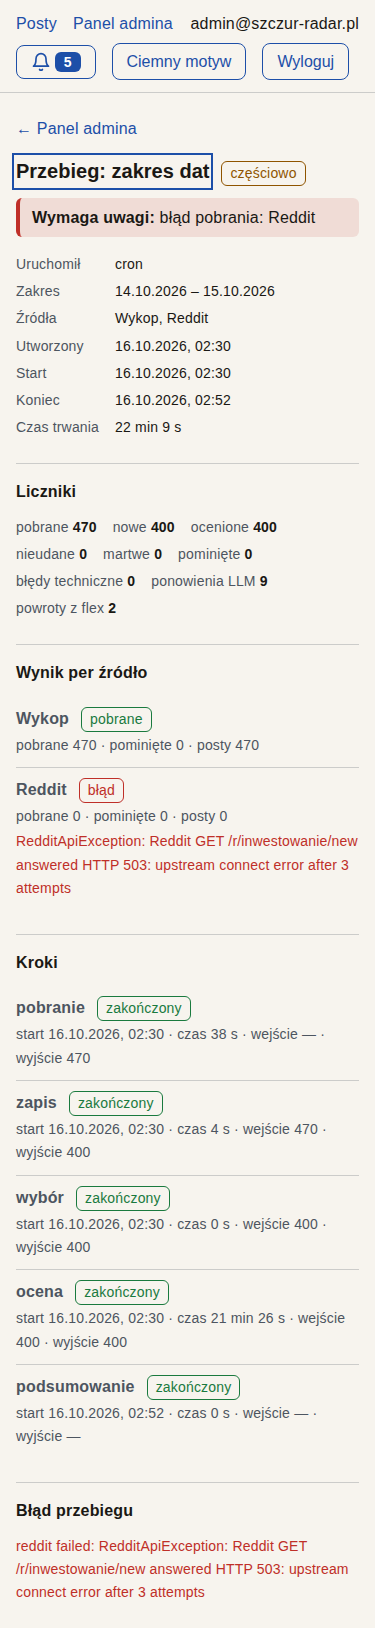 Posty Panel admina admin@szczur-radar.pl
5 Ciemny motyw Wyloguj
← Panel admina
Przebieg: zakres dat częściowo
Wymaga uwagi: błąd pobrania: Reddit
Uruchomił cron
Zakres 14.10.2026 – 15.10.2026
Źródła Wykop, Reddit
Utworzony 16.10.2026, 02:30
Start 16.10.2026, 02:30
Koniec 16.10.2026, 02:52
Czas trwania 22 min 9 s
Liczniki
pobrane 470 nowe 400 ocenione 400
nieudane 0 martwe 0 pominięte 0
błędy techniczne 0 ponowienia LLM 9
powroty z flex 2
Wynik per źródło
Wykop pobrane
pobrane 470 · pominięte 0 · posty 470
Reddit błąd
pobrane 0 · pominięte 0 · posty 0
RedditApiException: Reddit GET /r/inwestowanie/new
answered HTTP 503: upstream connect error after 3
attempts
Kroki
pobranie zakończony
start 16.10.2026, 02:30 · czas 38 s · wejście — ·
wyjście 470
zapis zakończony
start 16.10.2026, 02:30 · czas 4 s · wejście 470 ·
wyjście 400
wybór zakończony
start 16.10.2026, 02:30 · czas 0 s · wejście 400 ·
wyjście 400
ocena zakończony
start 16.10.2026, 02:30 · czas 21 min 26 s · wejście
400 · wyjście 400
podsumowanie zakończony
start 16.10.2026, 02:52 · czas 0 s · wejście — ·
wyjście —
Błąd przebiegu
reddit failed: RedditApiException: Reddit GET
/r/inwestowanie/new answered HTTP 503: upstream
connect error after 3 attempts